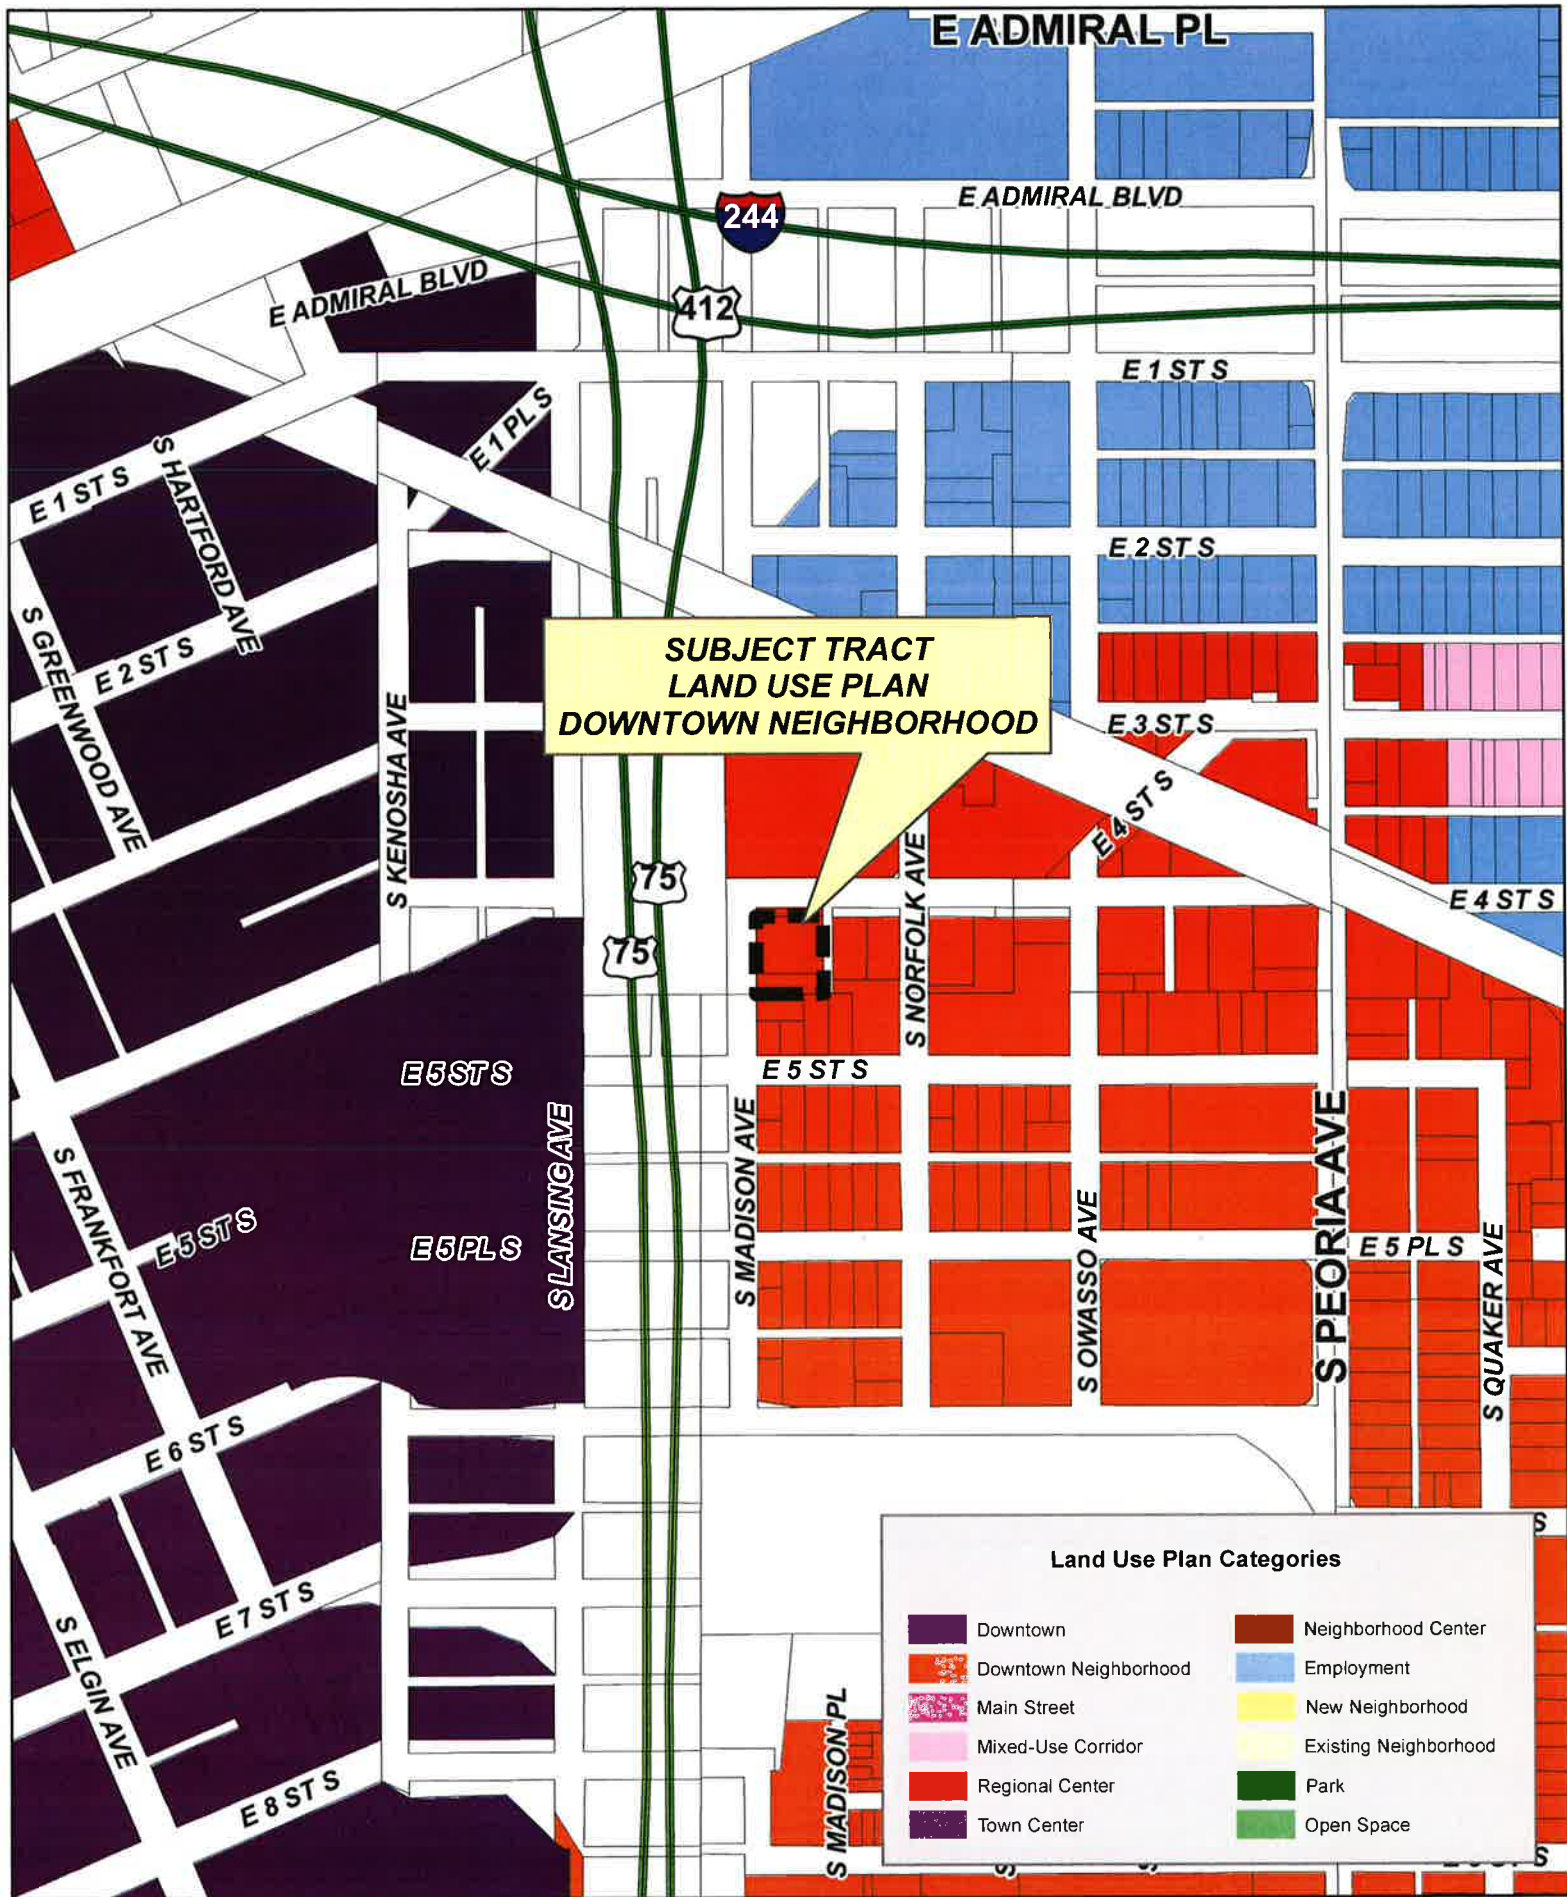 E ADMIRAL PL
E ADMIRAL BLVD
244
E ADMIRAL BLVD
412
E 1 ST S
E 1 PL S
S HARTFORD AVE
E 1 ST S
E 2 ST S
S GREENWOOD AVE
E 2 ST S
SUBJECT TRACT
LAND USE PLAN
DOWNTOWN NEIGHBORHOOD
S KENOSHA AVE
E 3 ST S
E 4 ST S
75
S NORFOLK AVE
E 4 ST S
75
E 5 ST S
E 5 ST S
S LANSING AVE
S MADISON AVE
S PEORIA AVE
S FRANKFORT AVE
E 5 ST S
E 5 PL S
S OWASSO AVE
E 5 PL S
S QUAKER AVE
E 6 ST S
S
Land Use Plan Categories
Downtown
Downtown Neighborhood
Main Street
Mixed-Use Corridor
Regional Center
Town Center
Neighborhood Center
Employment
New Neighborhood
Existing Neighborhood
Park
Open Space
E 7 ST S
S ELGIN AVE
S MADISON PL
E 8 ST S
S